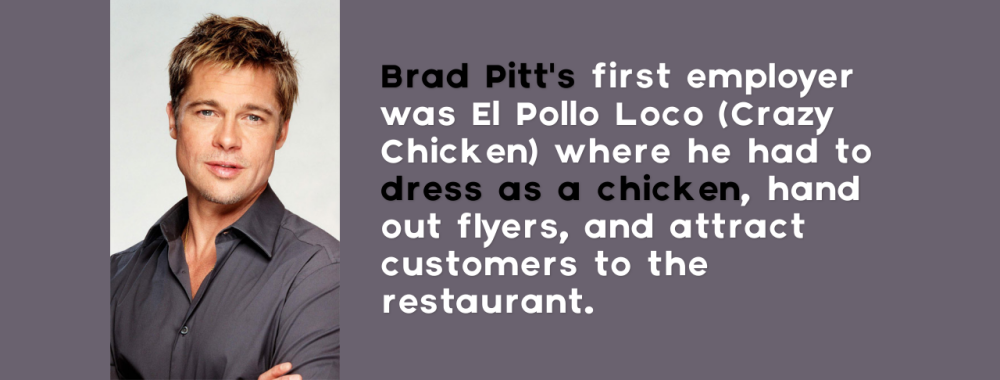 Brad Pitt's first employer
was El Pollo Loco (Crazy
Chicken) where he had to
dress as a chicken, hand
out flyers, and attract
customers to the
restaurant.